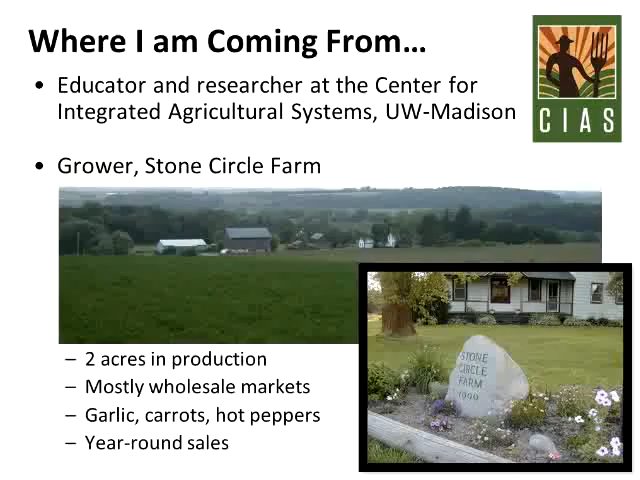 Where I am Coming From...
• Educator and researcher at the Center for
Integrated Agricultural Systems, UW-Madison
CIAS
• Grower, Stone Circle Farm
STONE
CIRCLE
FARM
1990
– 2 acres in production
– Mostly wholesale markets
– Garlic, carrots, hot peppers
– Year-round sales